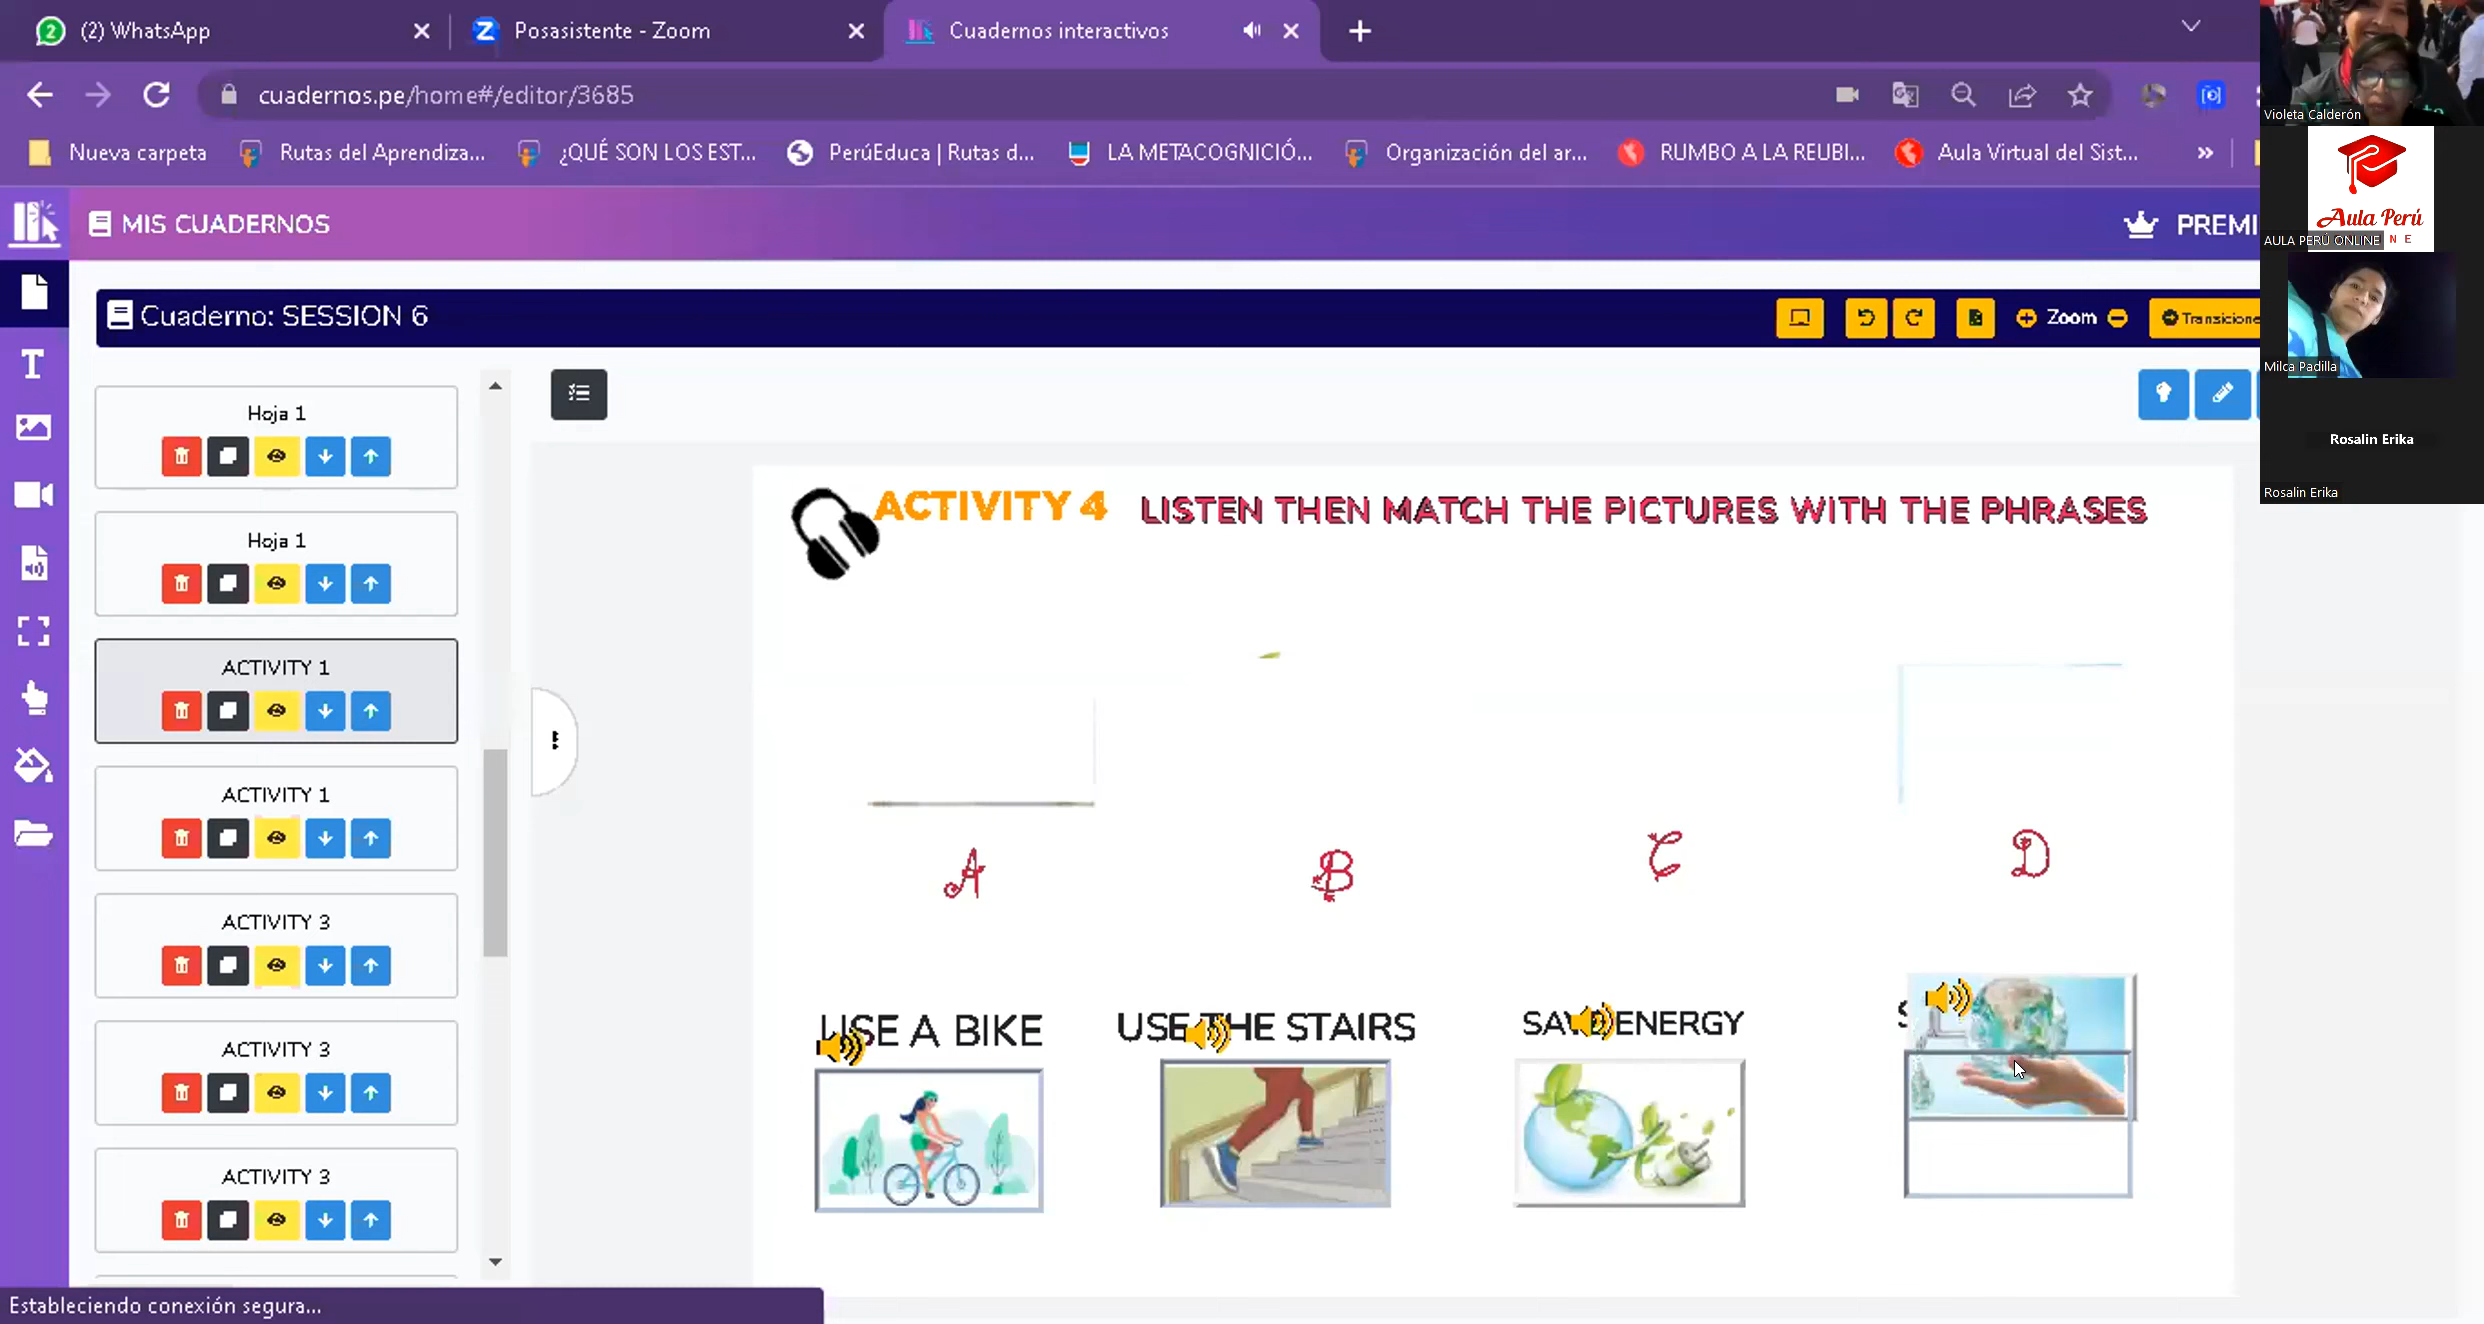 (2) WhatsApp
Posasistente - Zoom
Cuadernos interactivos
cuadernos.pe/home#/editor/3685
Nueva carpeta
Rutas del Aprendiza...
¿QUÉ SON LOS EST...
PerúEduca | Rutas d...
LA METACOGNICIÓ...
Organización del ar...
RUMBO A LA REUBI...
Aula Virtual del Sist...
MIS CUADERNOS
PREMI
Cuaderno: SESSION 6
Zoom
Transicione
Hoja 1
Hoja 1
ACTIVITY 1
ACTIVITY 1
ACTIVITY 3
ACTIVITY 3
ACTIVITY 3
ACTIVITY 4 LISTEN THEN MATCH THE PICTURES WITH THE PHRASES
A
B
C
D
USE A BIKE
USE THE STAIRS
SAVE ENERGY
Estableciendo conexión segura...
Violeta Calderón
Aula Perú
AULA PERÚ ONLINE
N E
Milca Padilla
Rosalin Erika
Rosalin Erika